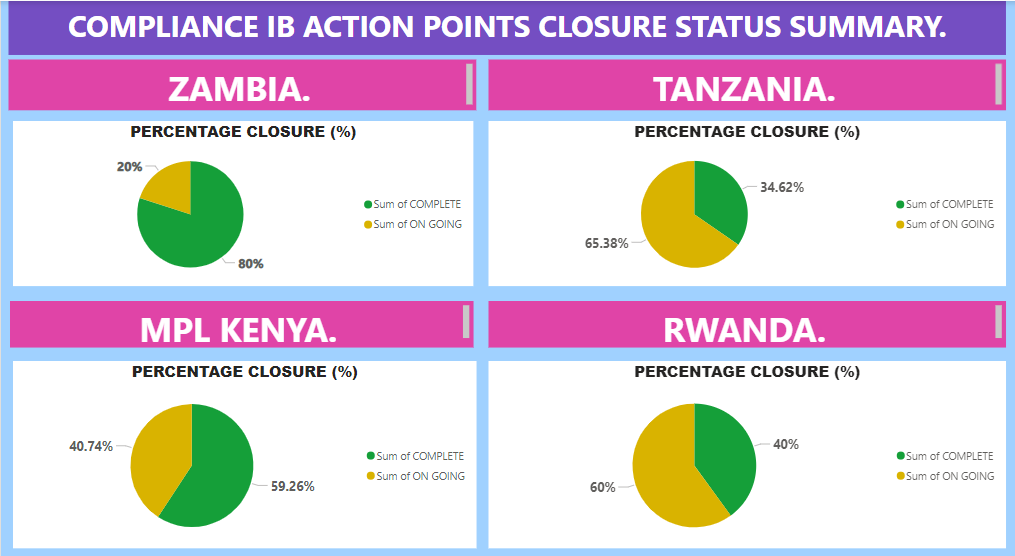 COMPLIANCE IB ACTION POINTS CLOSURE STATUS SUMMARY.
ZAMBIA.
PERCENTAGE CLOSURE (%)
20%
80%
Sum of COMPLETE
Sum of ON GOING
TANZANIA.
PERCENTAGE CLOSURE (%)
34.62%
65.38%
Sum of COMPLETE
Sum of ON GOING
MPL KENYA.
PERCENTAGE CLOSURE (%)
40.74%
59.26%
Sum of COMPLETE
Sum of ON GOING
RWANDA.
PERCENTAGE CLOSURE (%)
40%
60%
Sum of COMPLETE
Sum of ON GOING